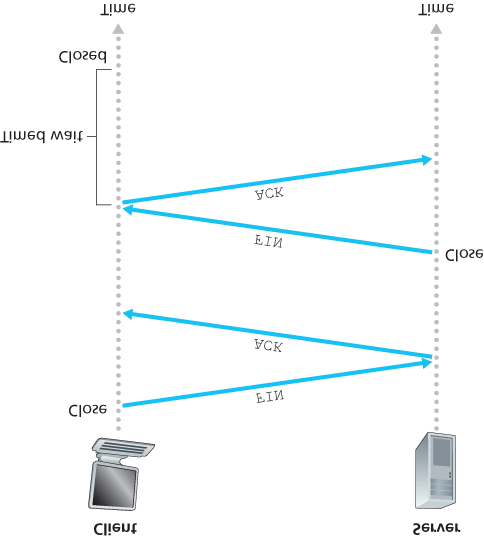 Time Time
Closed
Timed wait
ACK
FIN
Close
ACK
Close
FIN
Client Server